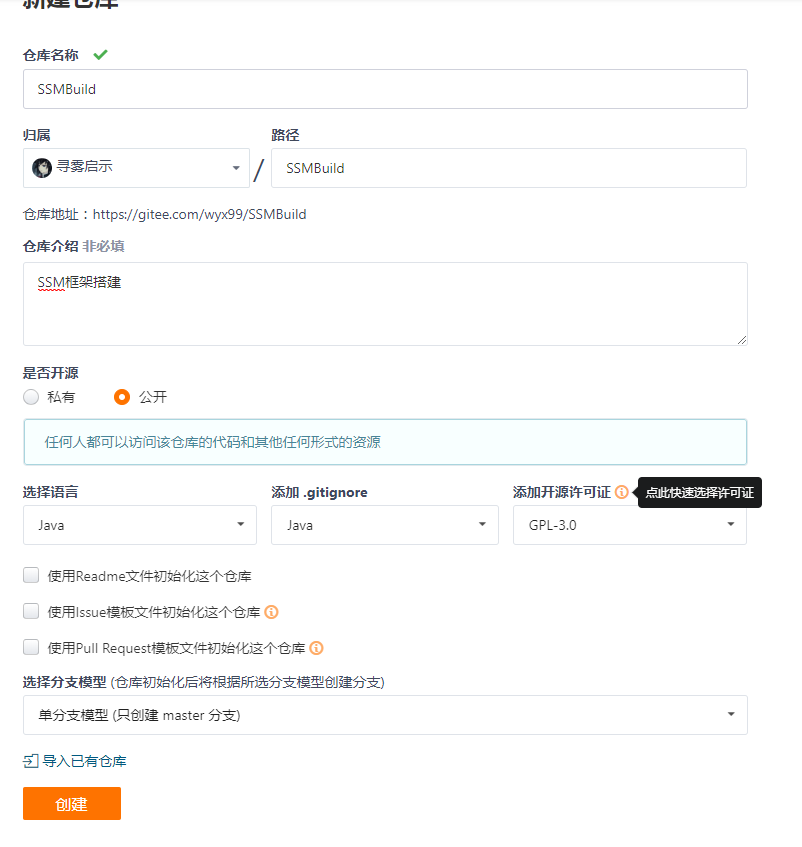 新建仓库
仓库名称
SSMBuild
归属
路径
寻雾启示
/
SSMBuild
仓库地址：https://gitee.com/wyx99/SSMBuild
仓库介绍 非必填
SSM框架搭建
是否开源
私有
公开
任何人都可以访问该仓库的代码和其他任何形式的资源
选择语言
添加 .gitignore
添加开源许可证
点此快速选择许可证
Java
Java
GPL-3.0
使用Readme文件初始化这个仓库
使用Issue模板文件初始化这个仓库
使用Pull Request模板文件初始化这个仓库
选择分支模型 (仓库初始化后将根据所选分支模型创建分支)
单分支模型 (只创建 master 分支)
导入已有仓库
创建